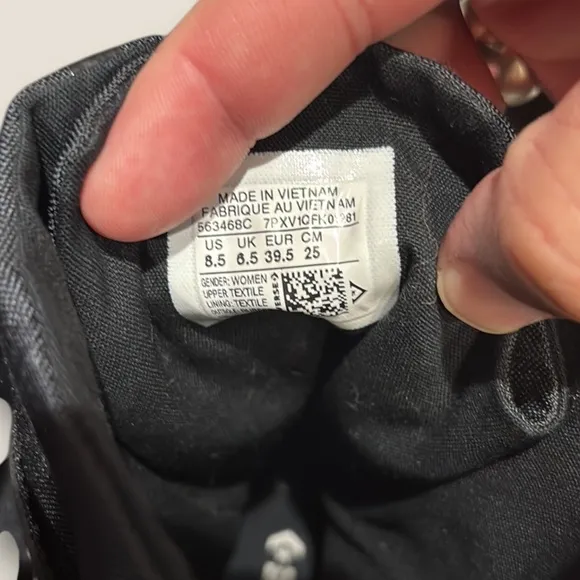 MADE IN VIETNAM
FABRIQUE AU VIETNAM
563468C
US UK EUR CM
8.5 6.5 39.5 25
GENDER: WOMEN
UPPER TEXTILE
LINING: TEXTILE